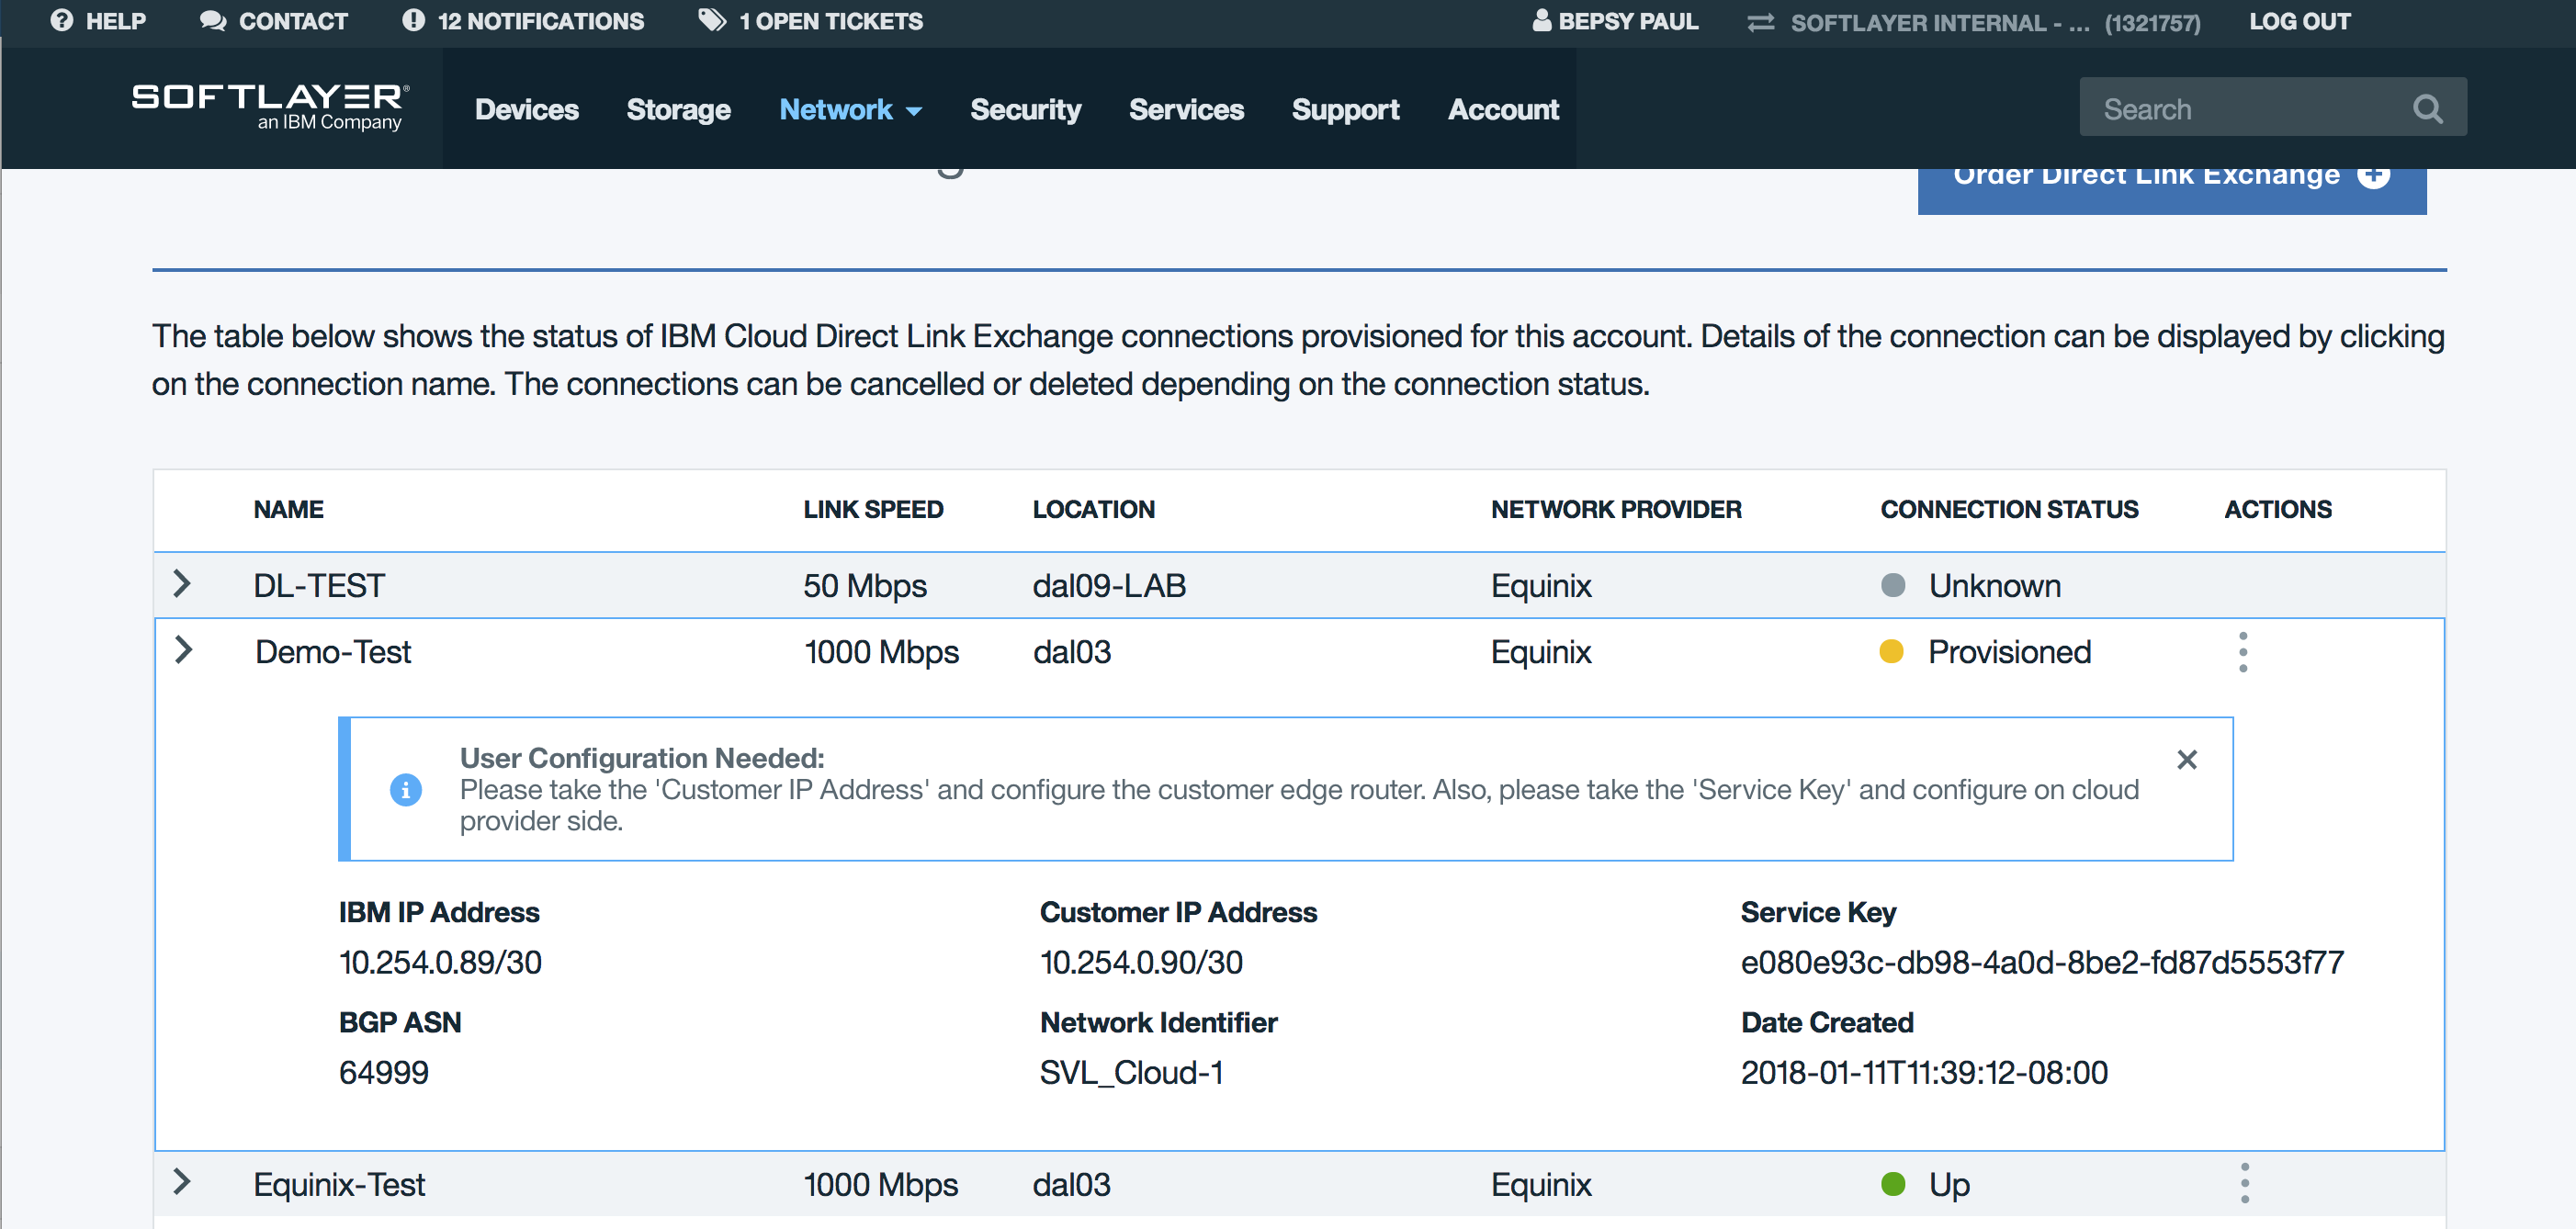 HELP CONTACT 12 NOTIFICATIONS 1 OPEN TICKETS BEPSY PAUL SOFTLAYER INTERNAL - ... (1321757) LOG OUT
SOFTLAYER®
an IBM Company
Devices Storage Network Security Services Support Account Search
Order Direct Link Exchange
The table below shows the status of IBM Cloud Direct Link Exchange connections provisioned for this account. Details of the connection can be displayed by clicking
on the connection name. The connections can be cancelled or deleted depending on the connection status.
NAME LINK SPEED LOCATION NETWORK PROVIDER CONNECTION STATUS ACTIONS
DL-TEST 50 Mbps dal09-LAB Equinix Unknown
Demo-Test 1000 Mbps dal03 Equinix Provisioned
User Configuration Needed:
Please take the 'Customer IP Address' and configure the customer edge router. Also, please take the 'Service Key' and configure on cloud
provider side.
IBM IP Address Customer IP Address Service Key
10.254.0.89/30 10.254.0.90/30 e080e93c-db98-4a0d-8be2-fd87d5553f77
BGP ASN Network Identifier Date Created
64999 SVL_Cloud-1 2018-01-11T11:39:12-08:00
Equinix-Test 1000 Mbps dal03 Equinix Up